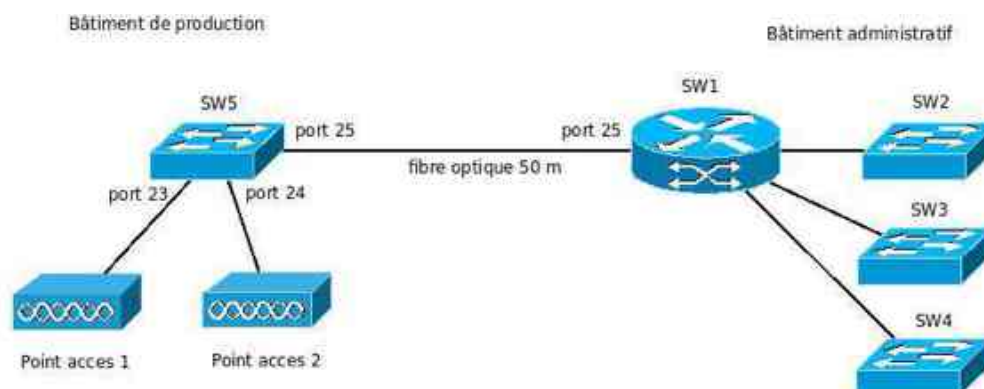 Bâtiment de production
Bâtiment administratif
SW5
SW1
SW2
port 25
port 25
fibre optique 50 m
port 23
port 24
SW3
SW4
Point acces 1
Point acces 2